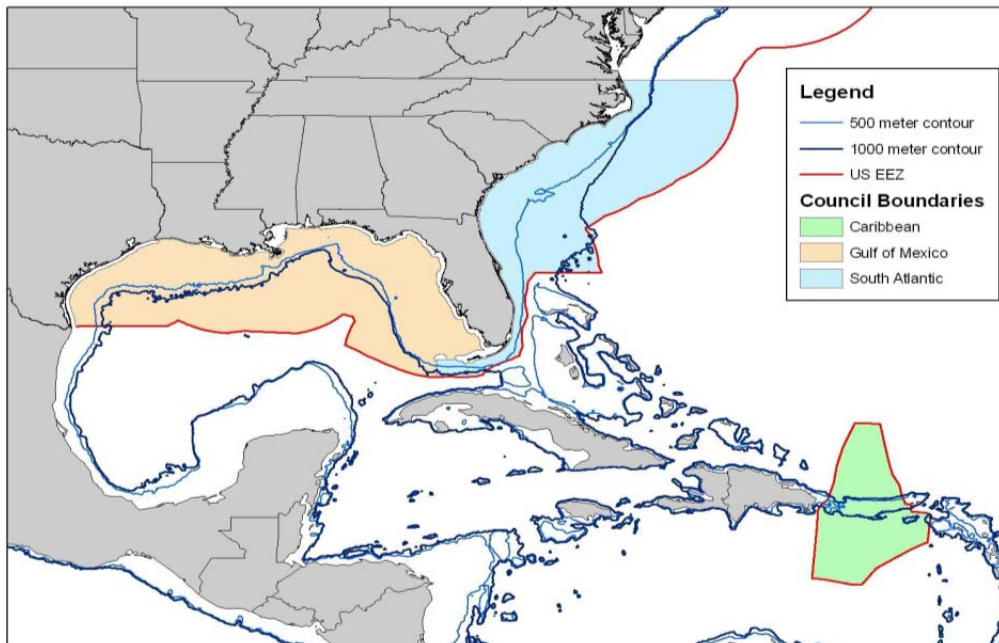 Legend
500 meter contour
1000 meter contour
US EEZ
Council Boundaries
Caribbean
Gulf of Mexico
South Atlantic